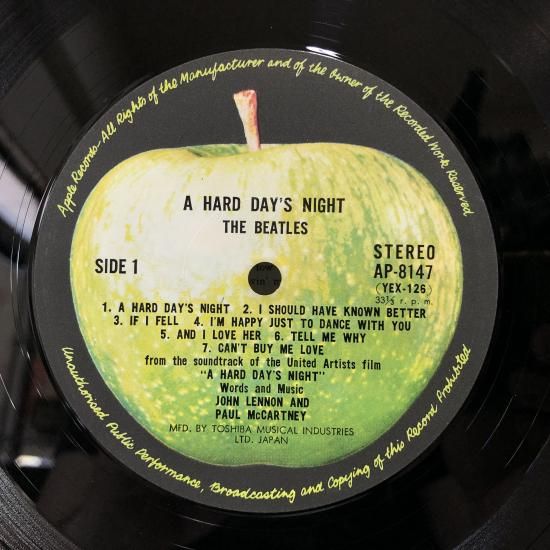 Apple Records-All Rights of the Manufacturer and of the Owner of the Recorded Work Reserved
A HARD DAY'S NIGHT
THE BEATLES
SIDE 1
STEREO
AP-8147
(YEX-126)
33⅓ r. p. m.
1. A HARD DAY'S NIGHT 2. I SHOULD HAVE KNOWN BETTER
3. IF I FELL 4. I'M HAPPY JUST TO DANCE WITH YOU
5. AND I LOVE HER 6. TELL ME WHY
7. CAN'T BUY ME LOVE
from the soundtrack of the United Artists film
"A HARD DAY'S NIGHT"
Words and Music
JOHN LENNON AND
PAUL McCARTNEY
MFD. BY TOSHIBA MUSICAL INDUSTRIES
LTD. JAPAN
Unauthorised Public Performance, Broadcasting and Copying of this Record Prohibited